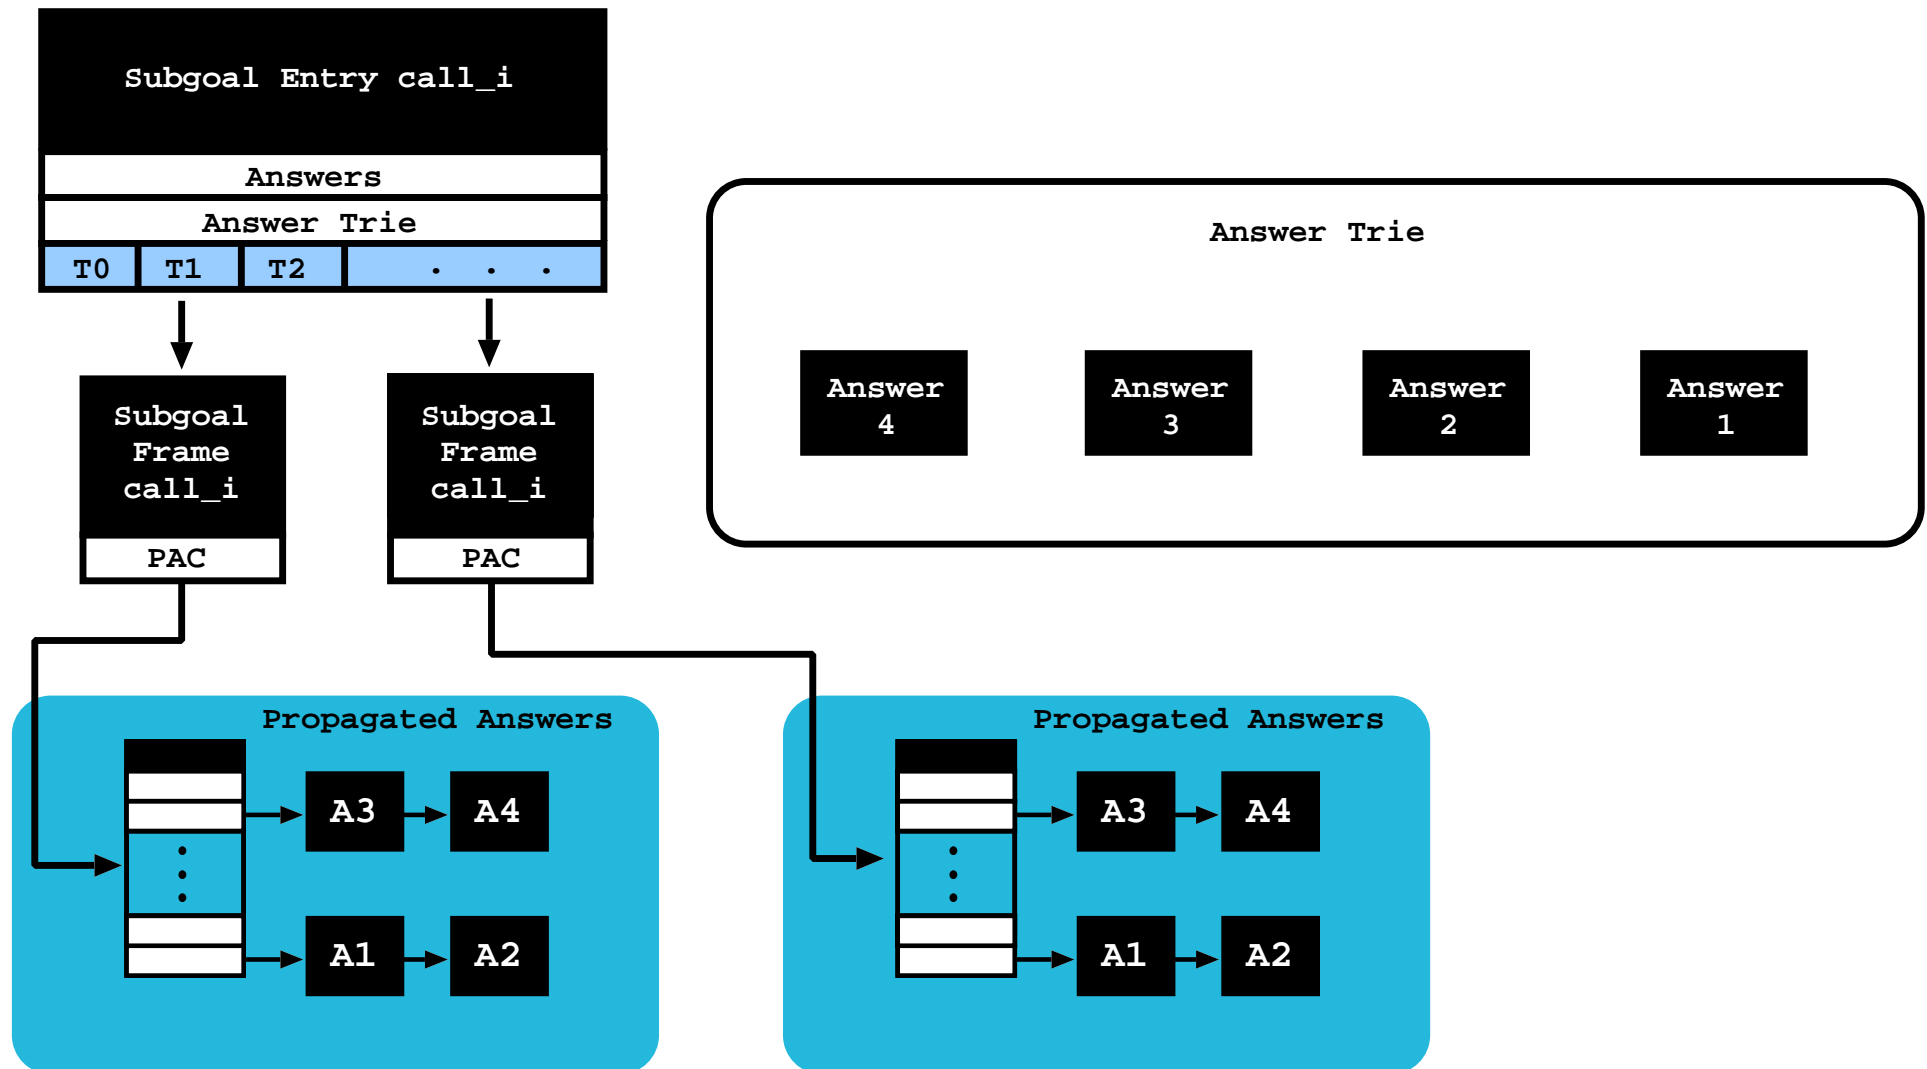 Subgoal Entry call_i
Answers
Answer Trie
T0 T1 T2 . . .
Subgoal
Frame
call_i
PAC
Subgoal
Frame
call_i
PAC
Answer Trie
Answer
4
Answer
3
Answer
2
Answer
1
Propagated Answers
A3 A4
A1 A2
Propagated Answers
A3 A4
A1 A2